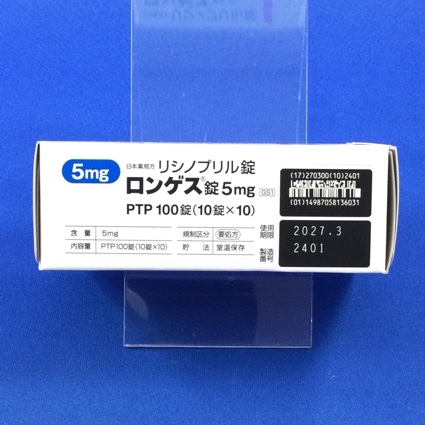 5mg
日本薬局方 リシノプリル錠
ロンゲス®錠5mg GS1
PTP 100錠(10錠×10)
含 量 5mg 規制区分 要処方
内容量 PTP100錠(10錠×10) 貯 法 室温保存
(17)270300(10)2401
(01)14987058136031
使用期限 2027.3
製造番号 2401